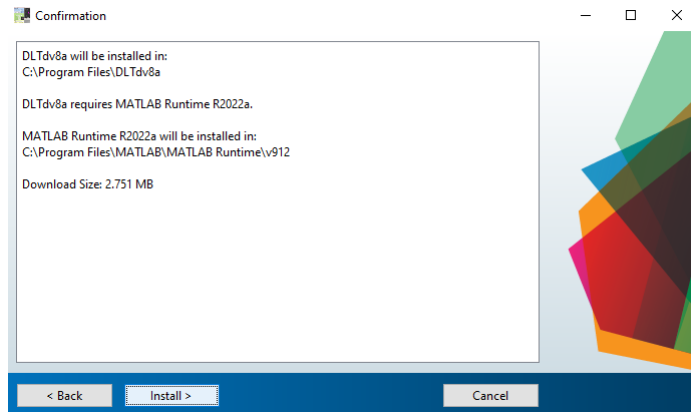 Confirmation
DLTdv8a will be installed in:
C:\Program Files\DLTdv8a
DLTdv8a requires MATLAB Runtime R2022a.
MATLAB Runtime R2022a will be installed in:
C:\Program Files\MATLAB\MATLAB Runtime\v912
Download Size: 2.751 MB
< Back
Install >
Cancel